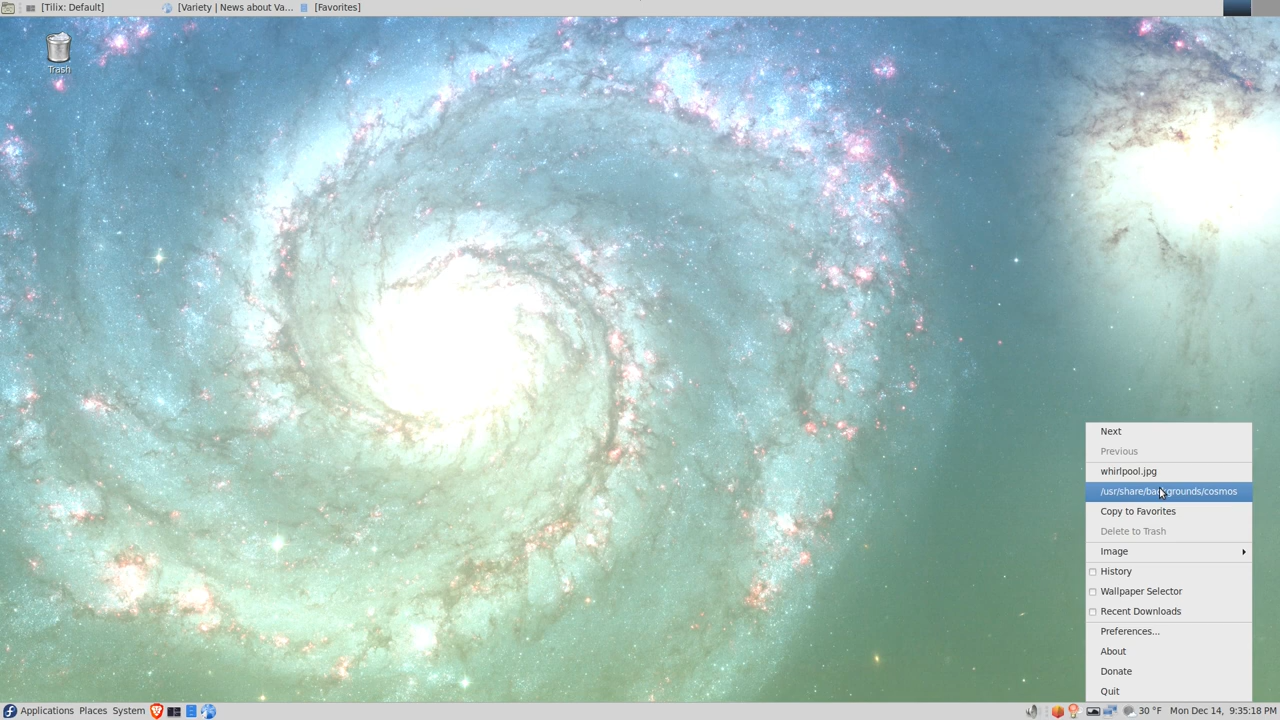 [Tilix: Default]
[Variety | News about Va...
[Favorites]
Trash
Next
Previous
whirlpool.jpg
/usr/share/backgrounds/cosmos
Copy to Favorites
Delete to Trash
Image
History
Wallpaper Selector
Recent Downloads
Preferences...
About
Donate
Quit
Applications Places System
30 °F Mon Dec 14, 9:35:18 PM